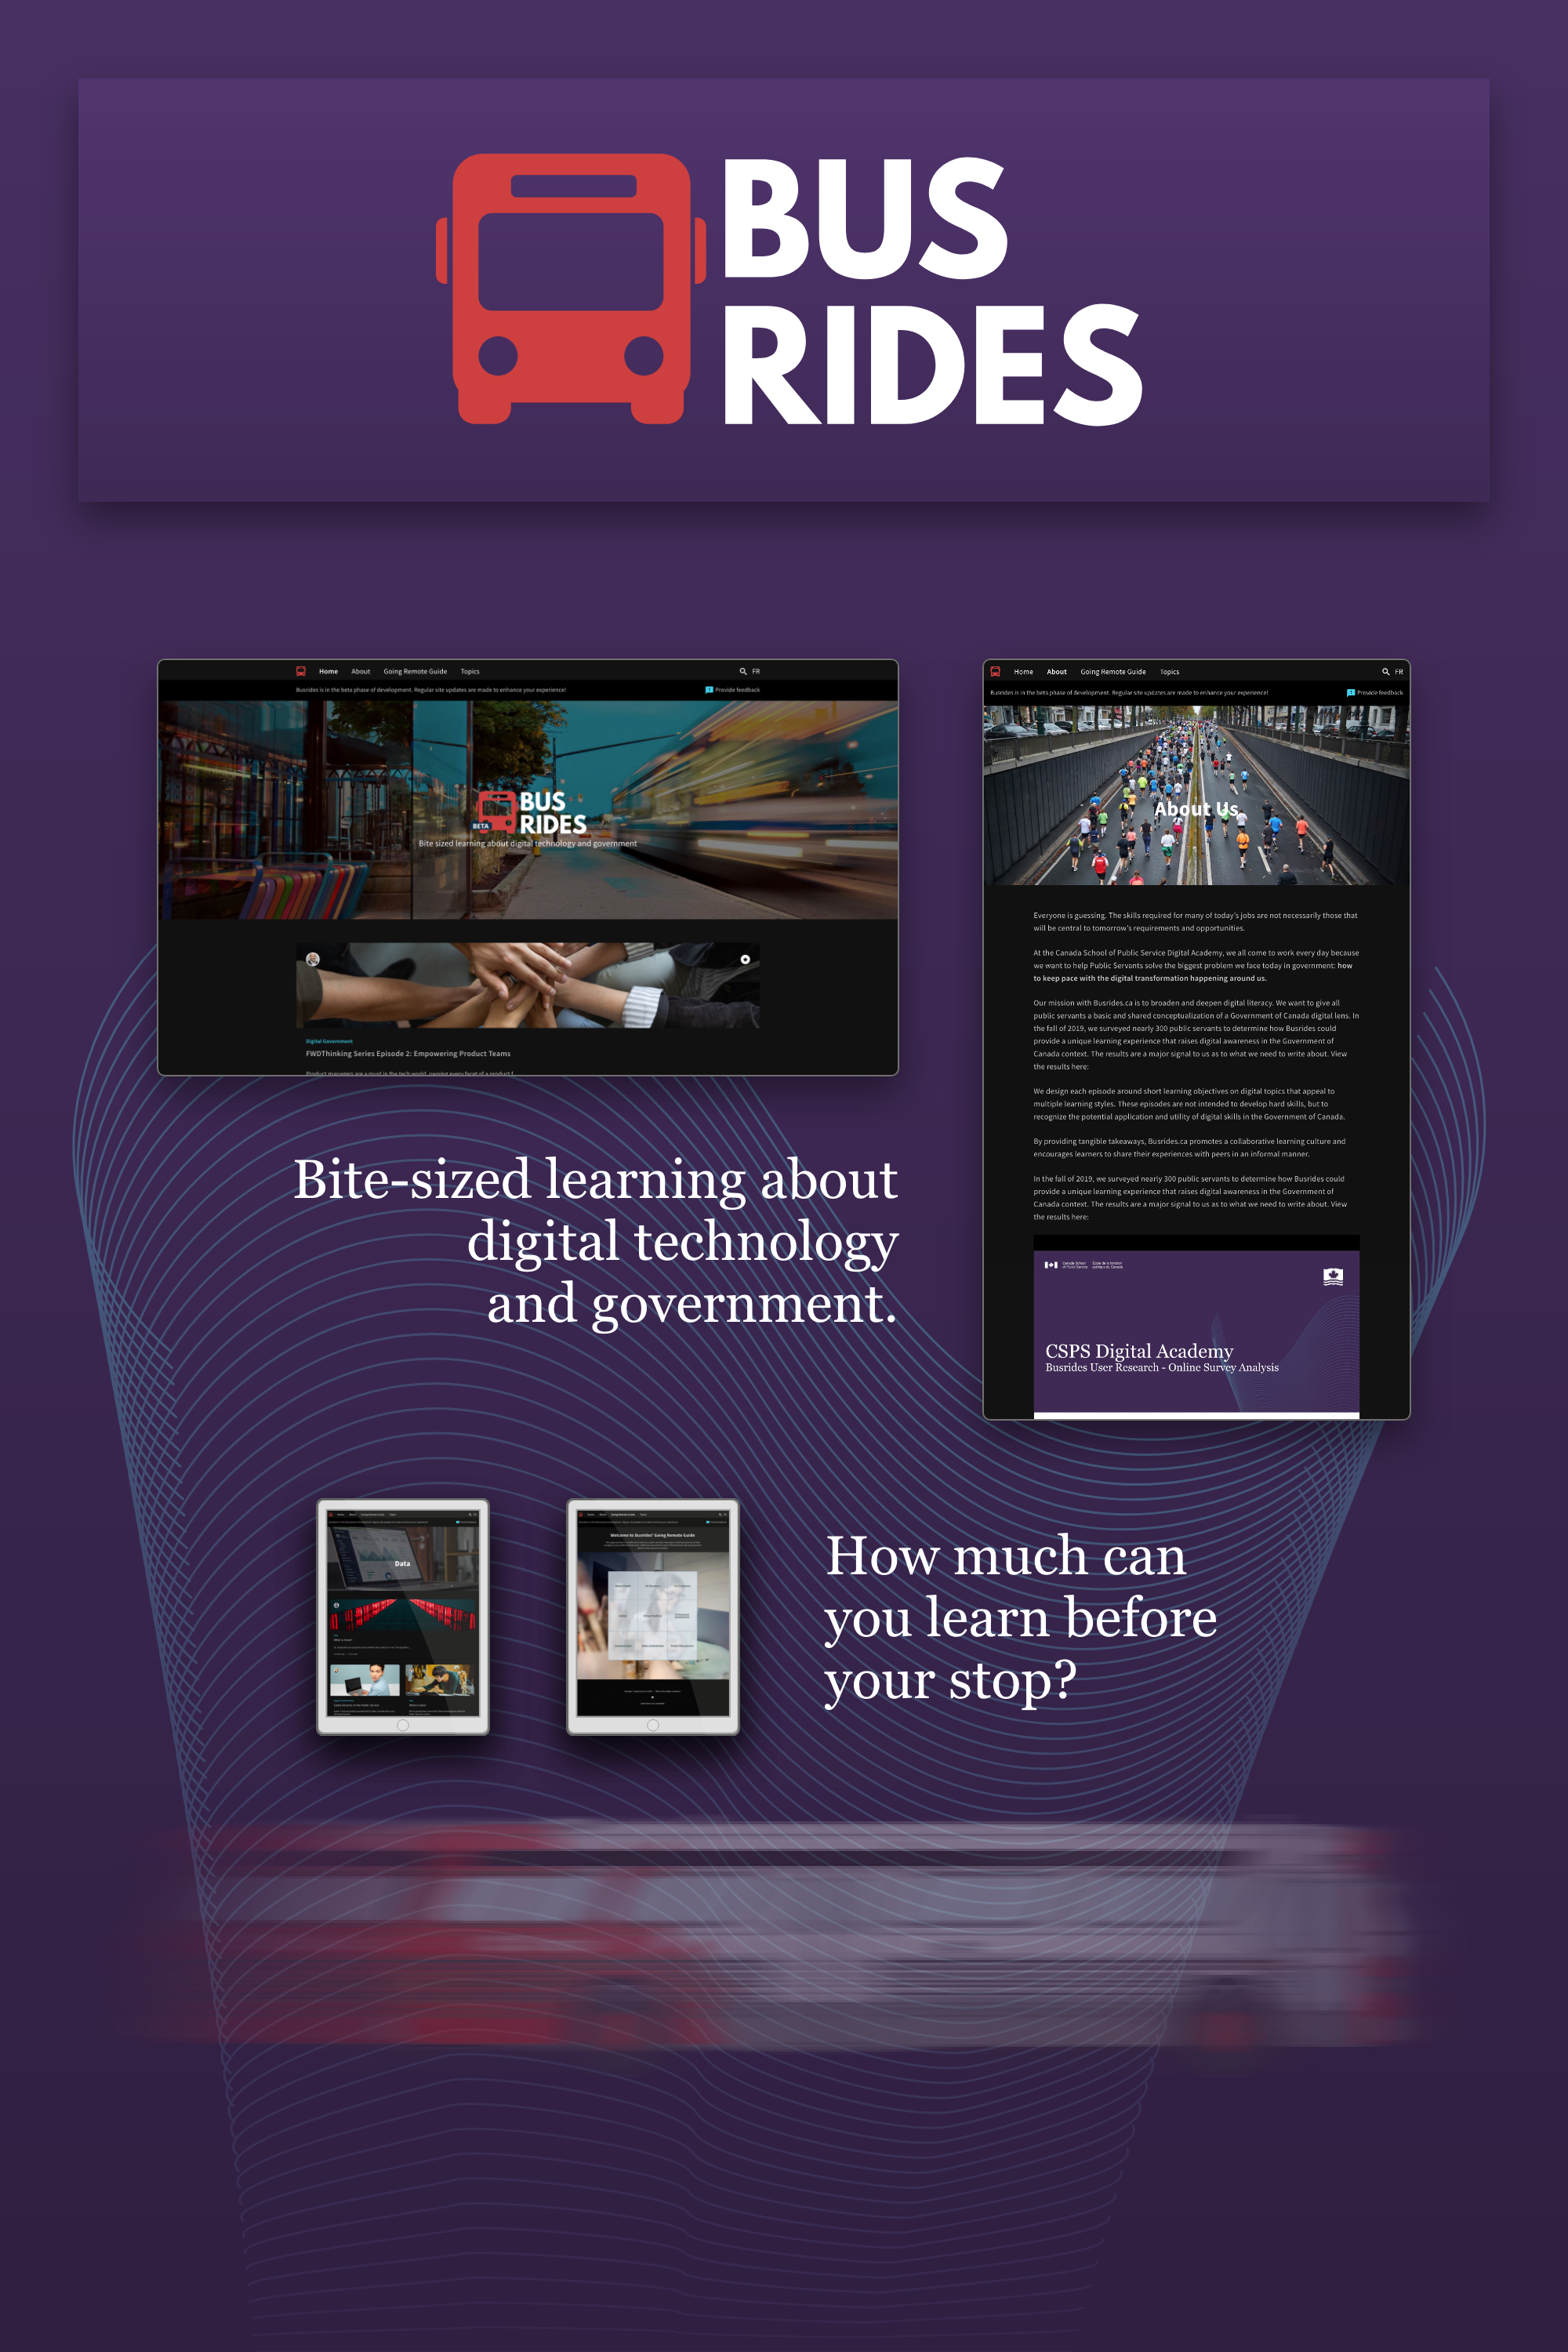 BUS
RIDES
Home About Going Remote Guide Topics FR
Busrides is in the beta phase of development. Regular site updates are made to enhance your experience! Provide feedback
BUS
BETA RIDES
Bite sized learning about digital technology and government
Digital Government
FWDThinking Series Episode 2: Empowering Product Teams
Product managers are a must in the tech world, owning every facet of a product f
Home About Going Remote Guide Topics FR
Busrides is in the beta phase of development. Regular site updates are made to enhance your experience! Provide feedback
About Us
Everyone is guessing. The skills required for many of today's jobs are not necessarily those that
will be central to tomorrow's requirements and opportunities.
At the Canada School of Public Service Digital Academy, we all come to work every day because
we want to help Public Servants solve the biggest problem we face today in government: how
to keep pace with the digital transformation happening around us.
Our mission with Busrides.ca is to broaden and deepen digital literacy. We want to give all
public servants a basic and shared conceptualization of a Government of Canada digital lens. In
the fall of 2019, we surveyed nearly 300 public servants to determine how Busrides could
provide a unique learning experience that raises digital awareness in the Government of
Canada context. The results are a major signal to us as to what we need to write about. View
the results here:
We design each episode around short learning objectives on digital topics that appeal to
multiple learning styles. These episodes are not intended to develop hard skills, but to
recognize the potential application and utility of digital skills in the Government of Canada.
By providing tangible takeaways, Busrides.ca promotes a collaborative learning culture and
encourages learners to share their experiences with peers in an informal manner.
In the fall of 2019, we surveyed nearly 300 public servants to determine how Busrides could
provide a unique learning experience that raises digital awareness in the Government of
Canada context. The results are a major signal to us as to what we need to write about. View
the results here:
Canada School École de la fonction
of Public Service publique du Canada
CSPS Digital Academy
Busrides User Research - Online Survey Analysis
Bite-sized learning about
digital technology
and government.
Home About Going Remote Guide Topics
Data
Home About Going Remote Guide Topics
Welcome to Busrides' Going Remote Guide
How much can
you learn before
your stop?